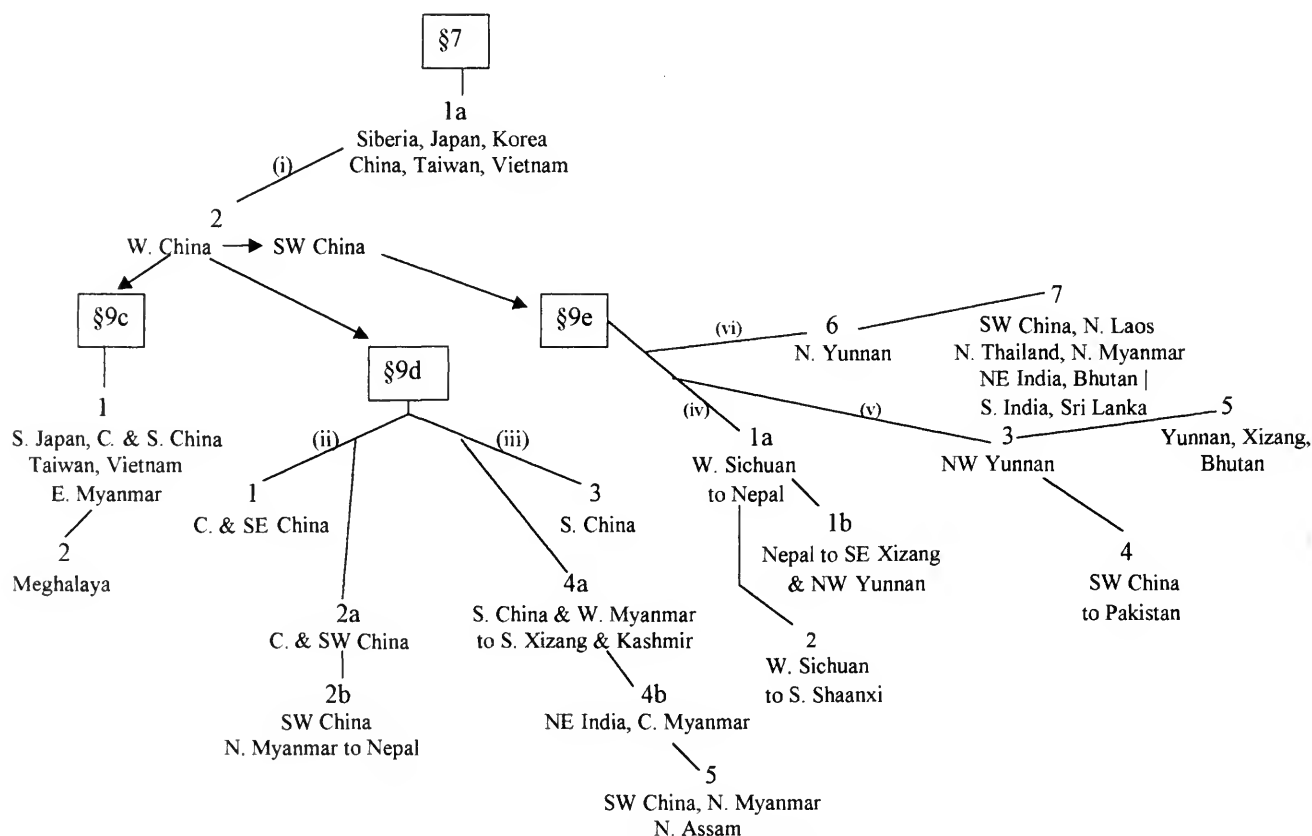 §7
1a
Siberia, Japan, Korea
China, Taiwan, Vietnam
(i)
2
W. China
SW China
§9c
1
S. Japan, C. & S. China
Taiwan, Vietnam
E. Myanmar
2
Meghalaya
§9d
(ii)
(iii)
1
C. & SE China
3
S. China
2a
C. & SW China
2b
SW China
N. Myanmar to Nepal
4a
S. China & W. Myanmar
to S. Xizang & Kashmir
4b
NE India, C. Myanmar
5
SW China, N. Myanmar
N. Assam
§9e
(vi)
6
N. Yunnan
7
SW China, N. Laos
N. Thailand, N. Myanmar
NE India, Bhutan |
S. India, Sri Lanka
(iv)
(v)
1a
W. Sichuan
to Nepal
1b
Nepal to SE Xizang
& NW Yunnan
2
W. Sichuan
to S. Shaanxi
3
NW Yunnan
5
Yunnan, Xizang,
Bhutan
4
SW China
to Pakistan